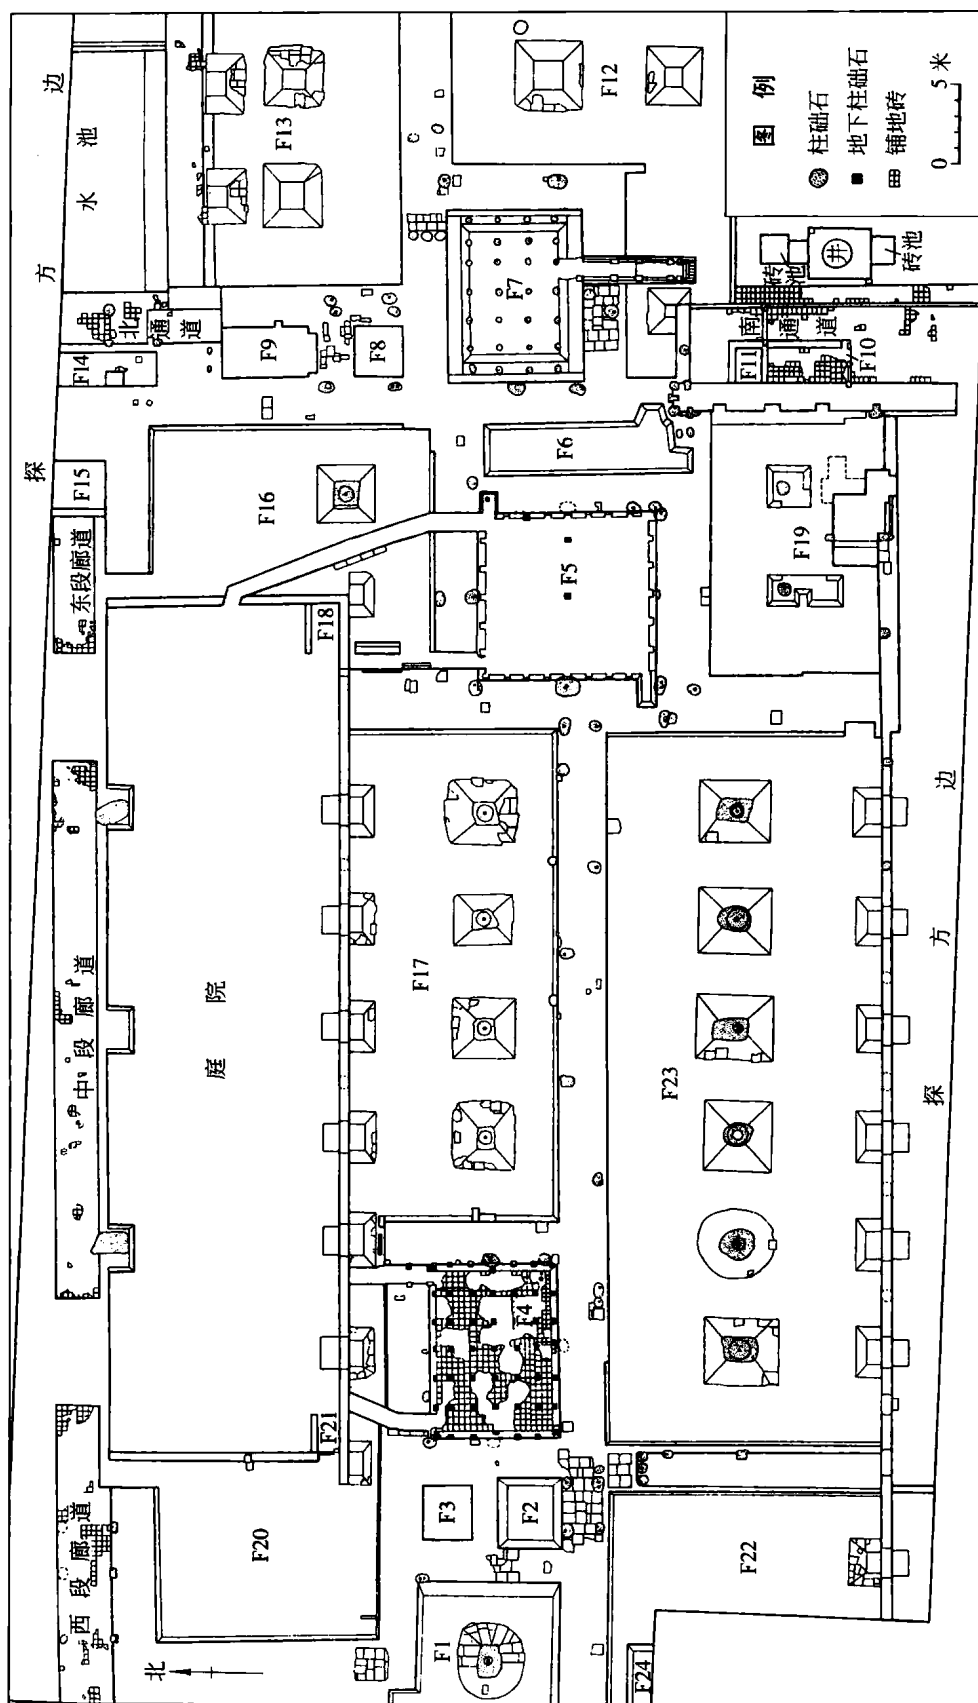 探方边
西段廊道
中段廊道
东段廊道
F15
F14
北通道
水池
北
F20
F21
庭院
F18
F16
F9
F13
F1
F3
F2
F4
F17
F5
F6
F8
F7
F12
F24
F22
F23
F19
F11
F10
南通道
砖池
井
砖池
图例
柱础石
地下柱础石
铺地砖
0 5米
探方边